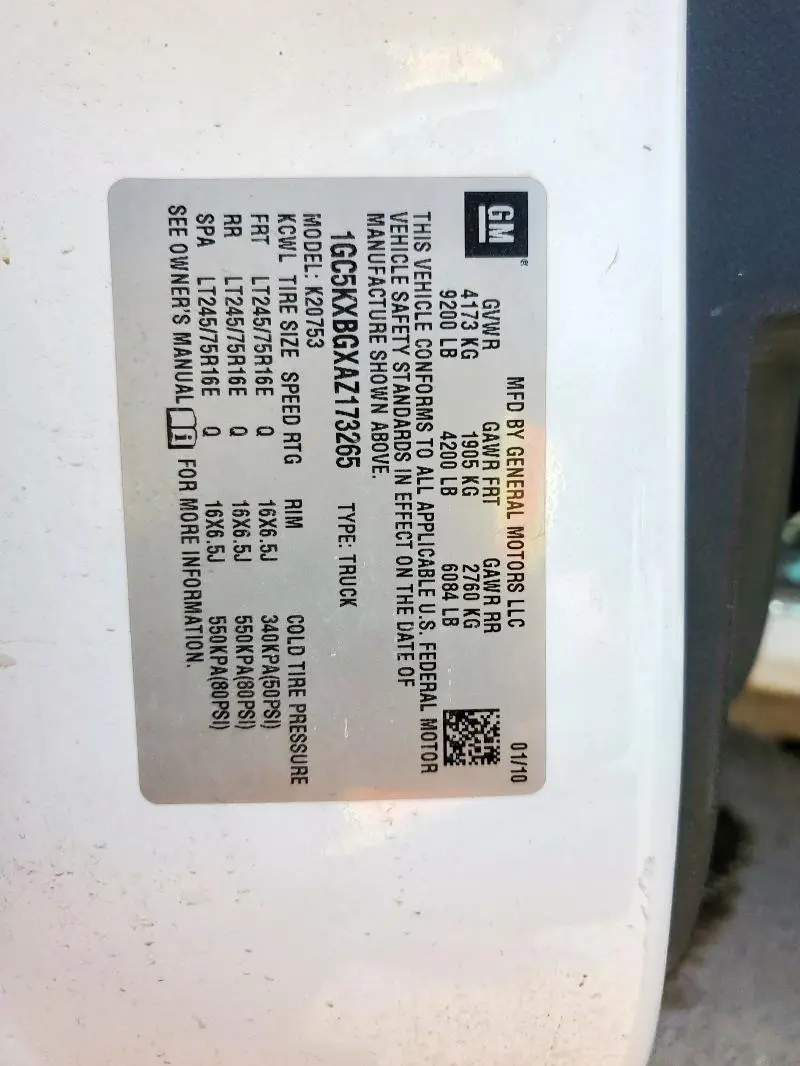 GM®
MFD BY GENERAL MOTORS LLC 01/10
GVWR GAWR FRT GAWR RR
4173 KG 1905 KG 2760 KG
9200 LB 4200 LB 6084 LB
THIS VEHICLE CONFORMS TO ALL APPLICABLE U.S. FEDERAL MOTOR
VEHICLE SAFETY STANDARDS IN EFFECT ON THE DATE OF
MANUFACTURE SHOWN ABOVE.
1GC5KXBGXAZ173265 TYPE: TRUCK
MODEL: K20753
KCWL TIRE SIZE SPEED RTG RIM COLD TIRE PRESSURE
FRT LT245/75R16E Q 16X6.5J 340KPA(50PSI)
RR LT245/75R16E Q 16X6.5J 550KPA(80PSI)
SPA LT245/75R16E Q 16X6.5J 550KPA(80PSI)
SEE OWNER'S MANUAL i FOR MORE INFORMATION.